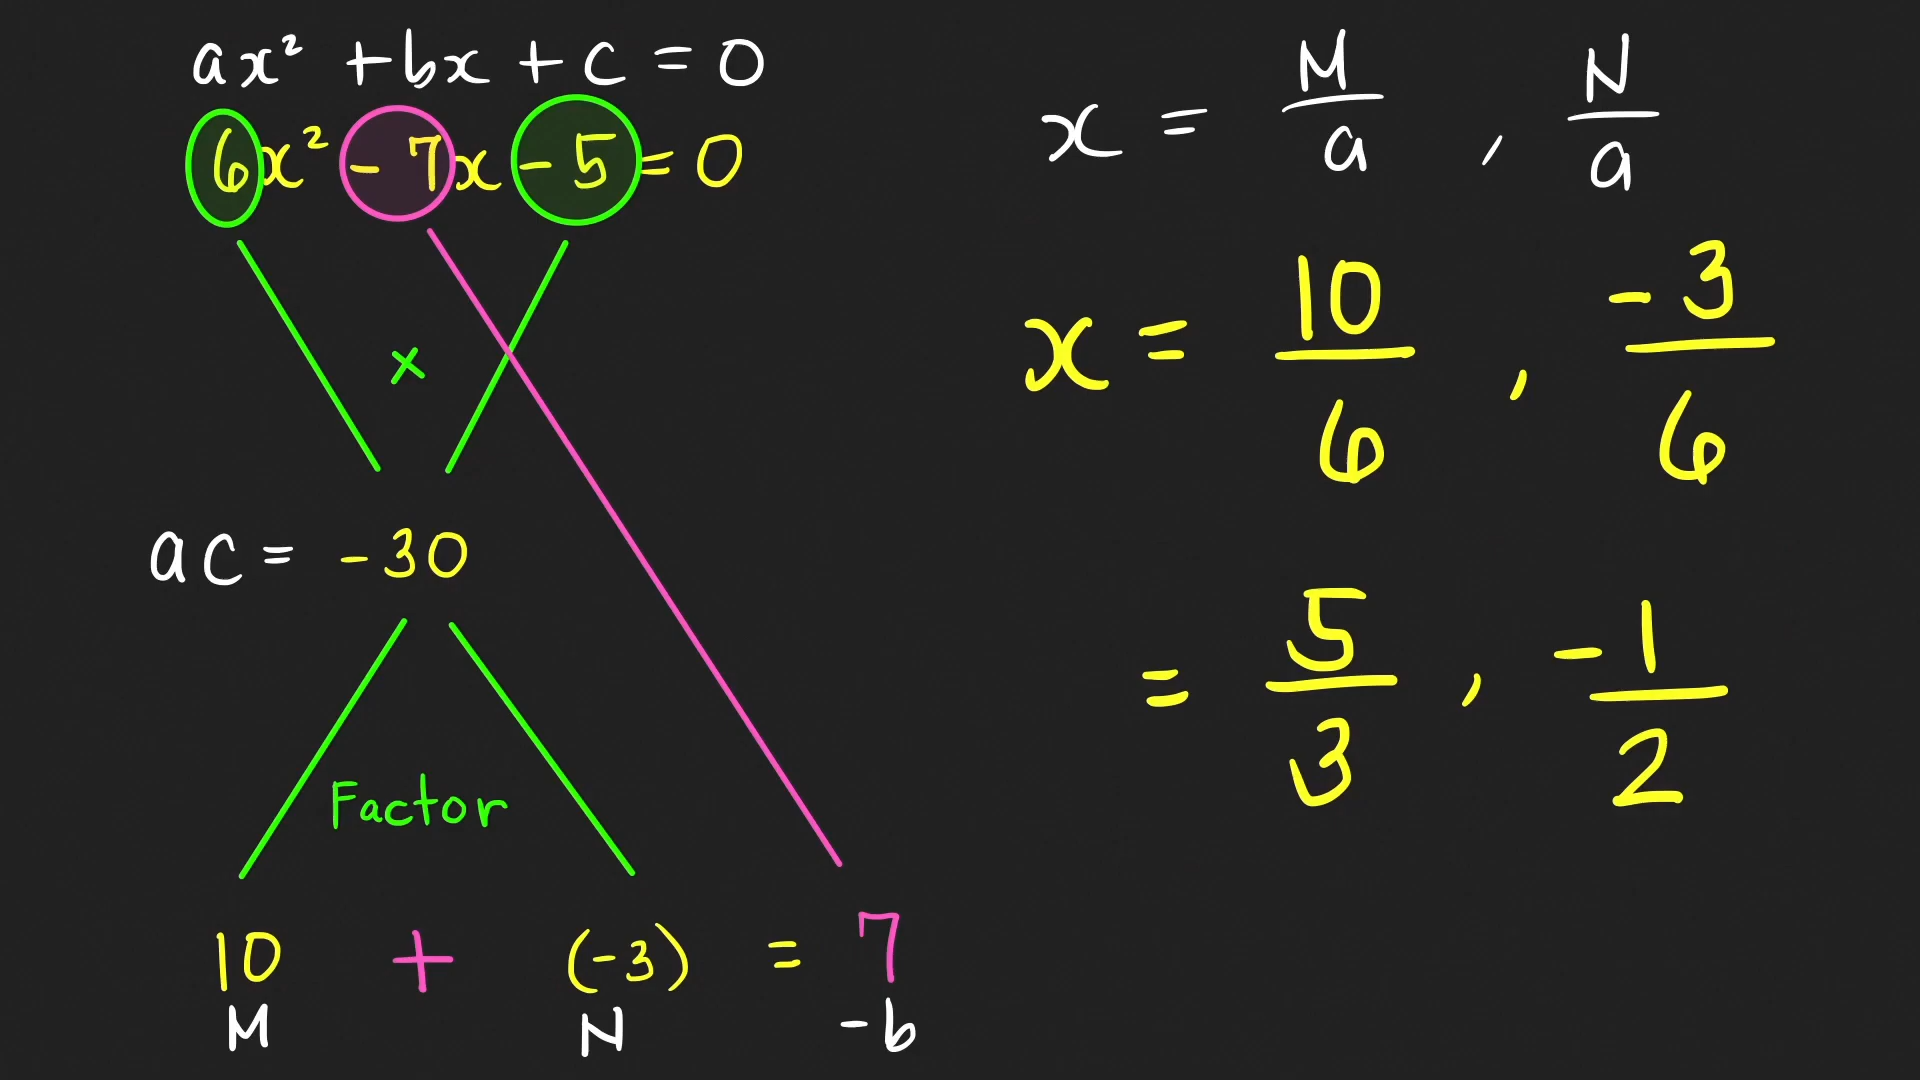 ax² + bx + c = 0
6x² - 7x - 5 = 0
×
ac = -30
Factor
10 + (-3) = 7
M N -b
x = M/a , N/a
x = 10/6 , -3/6
= 5/3 , -1/2